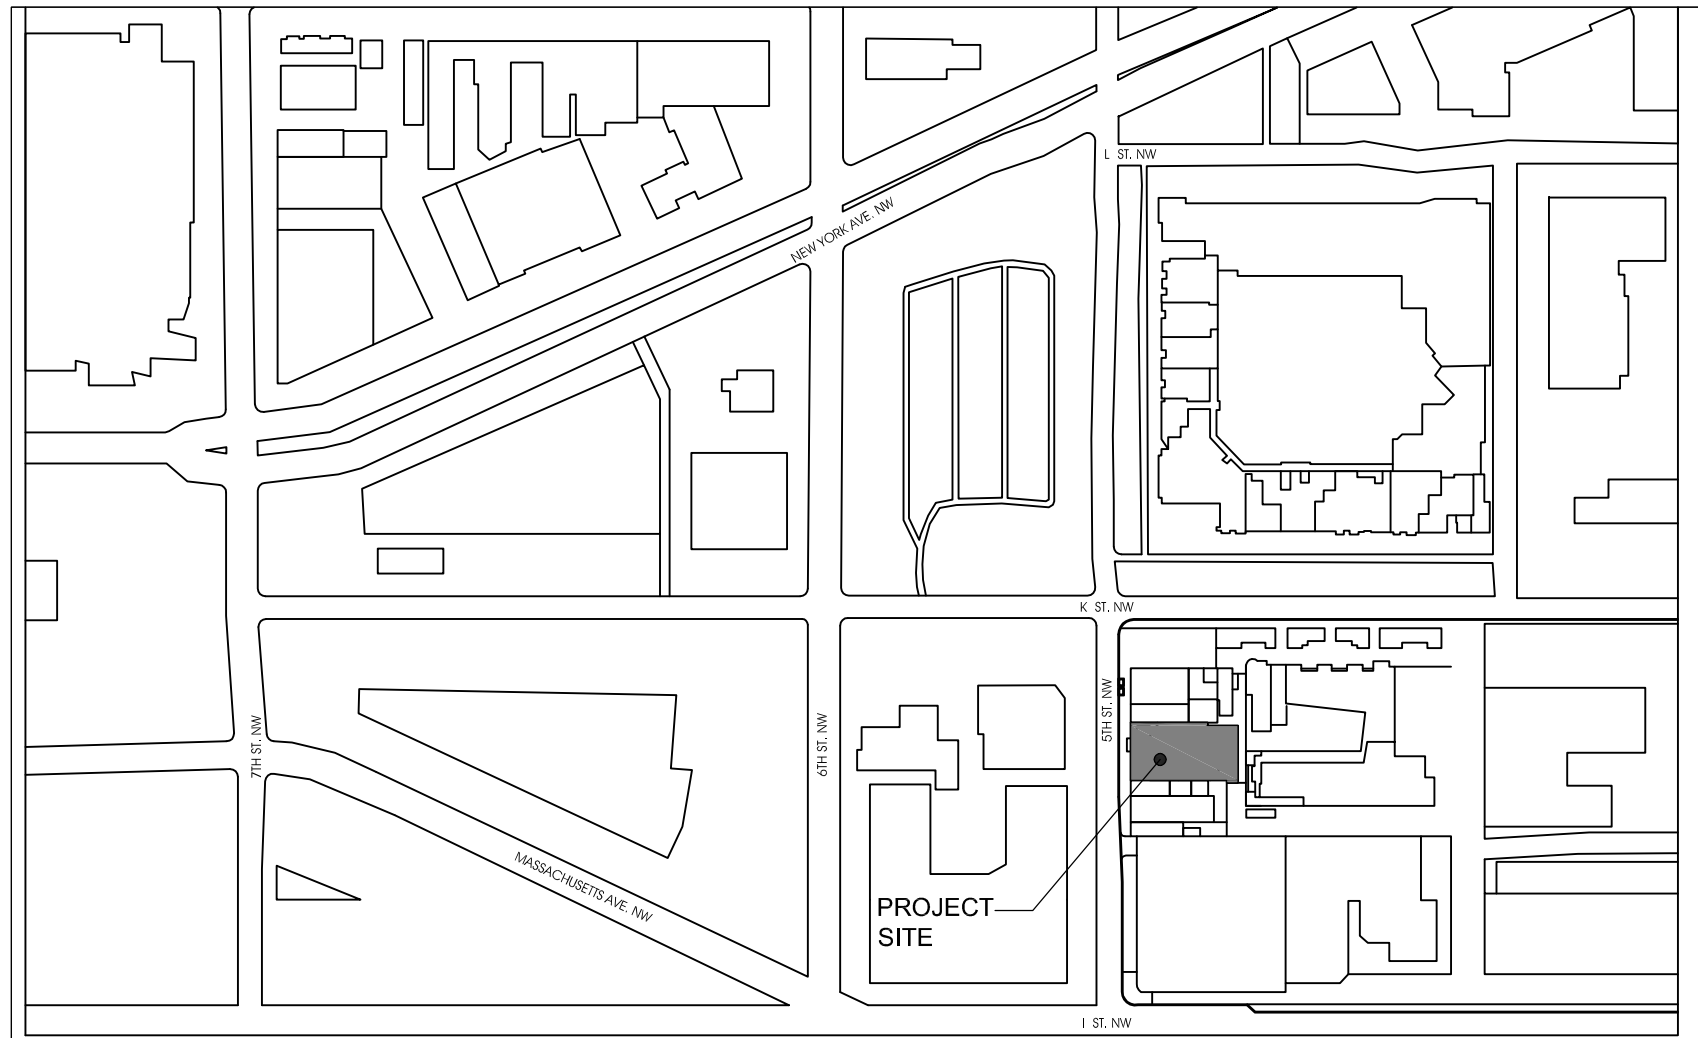 L ST. NW
NEW YORK AVE. NW
K ST. NW
5TH ST. NW
7TH ST. NW
6TH ST. NW
MASSACHUSETTS AVE. NW
PROJECT
SITE
I ST. NW